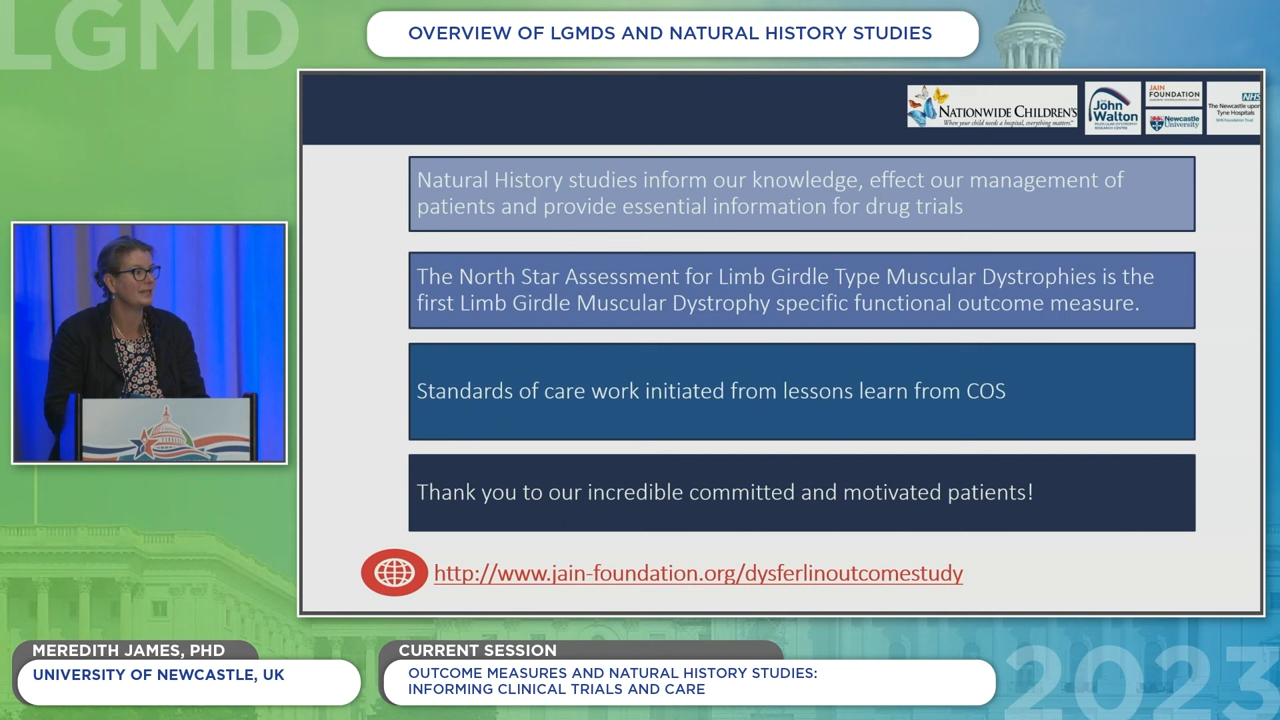 LGMD
OVERVIEW OF LGMDS AND NATURAL HISTORY STUDIES
NATIONWIDE CHILDREN'S
When your child needs a hospital, everything matters.
John
Walton
MUSCULAR DYSTROPHY
RESEARCH CENTRE
JAIN
FOUNDATION
Newcastle
University
NHS
The Newcastle upon
Tyne Hospitals
NHS Foundation Trust
Natural History studies inform our knowledge, effect our management of
patients and provide essential information for drug trials
The North Star Assessment for Limb Girdle Type Muscular Dystrophies is the
first Limb Girdle Muscular Dystrophy specific functional outcome measure.
Standards of care work initiated from lessons learn from COS
Thank you to our incredible committed and motivated patients!
http://www.jain-foundation.org/dysferlinoutcomestudy
MEREDITH JAMES, PHD
UNIVERSITY OF NEWCASTLE, UK
CURRENT SESSION
OUTCOME MEASURES AND NATURAL HISTORY STUDIES:
INFORMING CLINICAL TRIALS AND CARE
2023